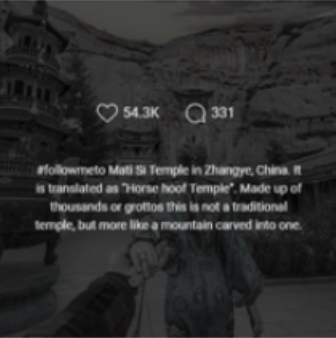 54.3K 331
#followmeto Mati Si Temple in Zhangye, China. It
is translated as "Horse hoof Temple". Made up of
thousands or grottos this is not a traditional
temple, but more like a mountain carved into one.